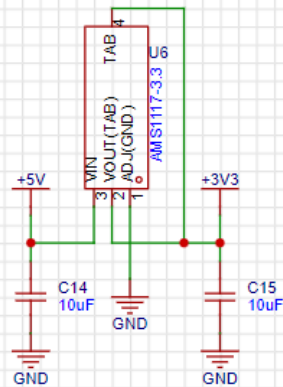 4
TAB
U6
AMS1117-3.3
VIN
VOUT(TAB)
ADJ(GND)
3
2
1
+5V
+3V3
C14
10uF
C15
10uF
GND
GND
GND